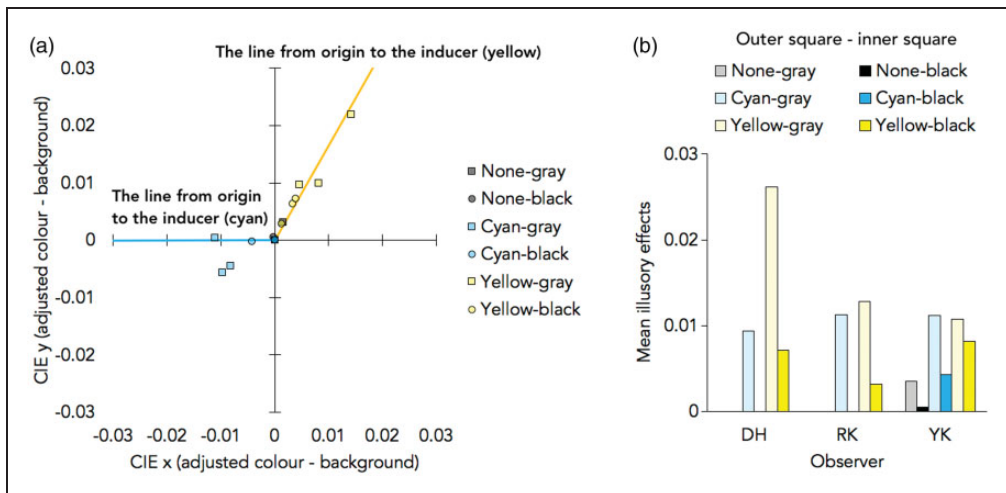 (a)
The line from origin to the inducer (yellow)
0.03
0.02
0.01
0
-0.01
-0.02
-0.03
CIE y (adjusted colour - background)
The line from origin
to the inducer (cyan)
-0.03 -0.02 -0.01 0 0.01 0.02 0.03
CIE x (adjusted colour - background)
None-gray
None-black
Cyan-gray
Cyan-black
Yellow-gray
Yellow-black
(b)
Outer square - inner square
None-gray None-black
Cyan-gray Cyan-black
Yellow-gray Yellow-black
0.03
0.02
0.01
0
Mean illusory effects
DH RK YK
Observer